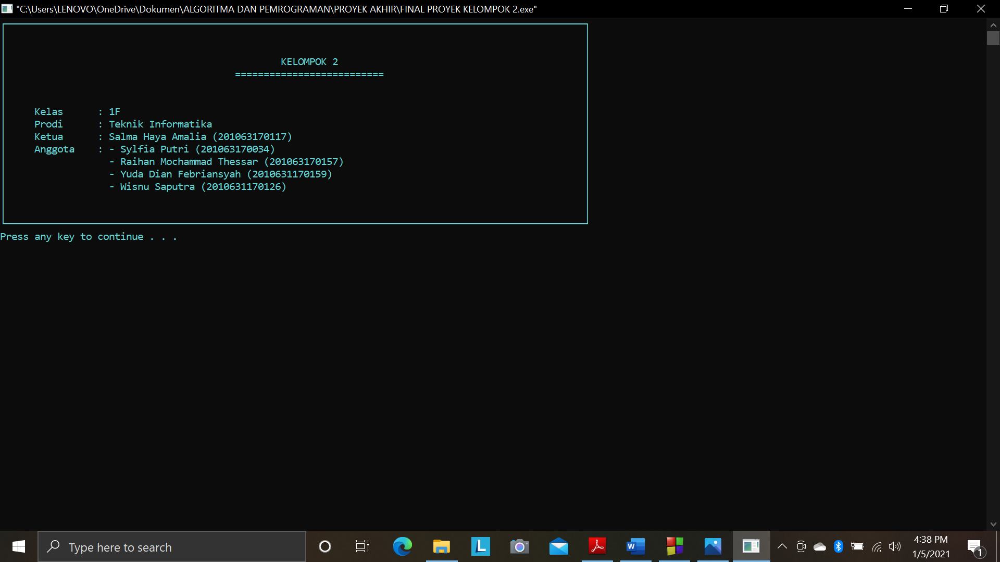 "C:\Users\LENOVO\OneDrive\Dokumen\ALGORITMA DAN PEMROGRAMAN\PROYEK AKHIR\FINAL PROYEK KELOMPOK 2.exe"
KELOMPOK 2
==========================
Kelas : 1F
Prodi : Teknik Informatika
Ketua : Salma Haya Amalia (201063170117)
Anggota : - Sylfia Putri (201063170034)
- Raihan Mochammad Thessar (201063170157)
- Yuda Dian Febriansyah (2010631170159)
- Wisnu Saputra (2010631170126)
Press any key to continue . . .
Type here to search
L
W
4:38 PM
1/5/2021
1